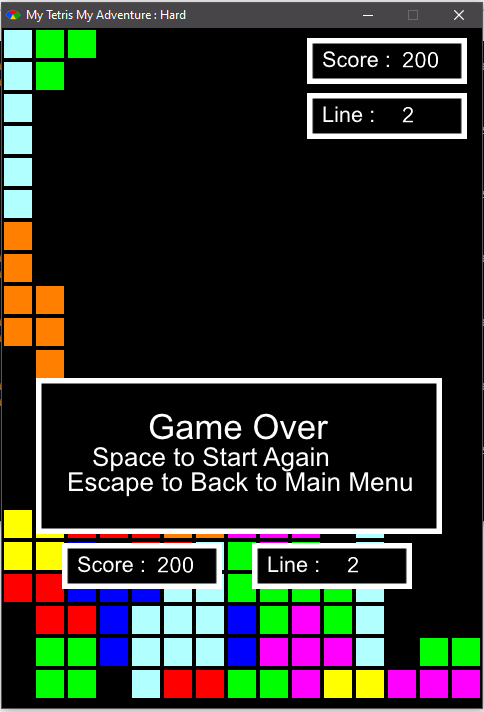 My Tetris My Adventure : Hard
Score : 200
Line : 2
Game Over
Space to Start Again
Escape to Back to Main Menu
Score : 200
Line : 2